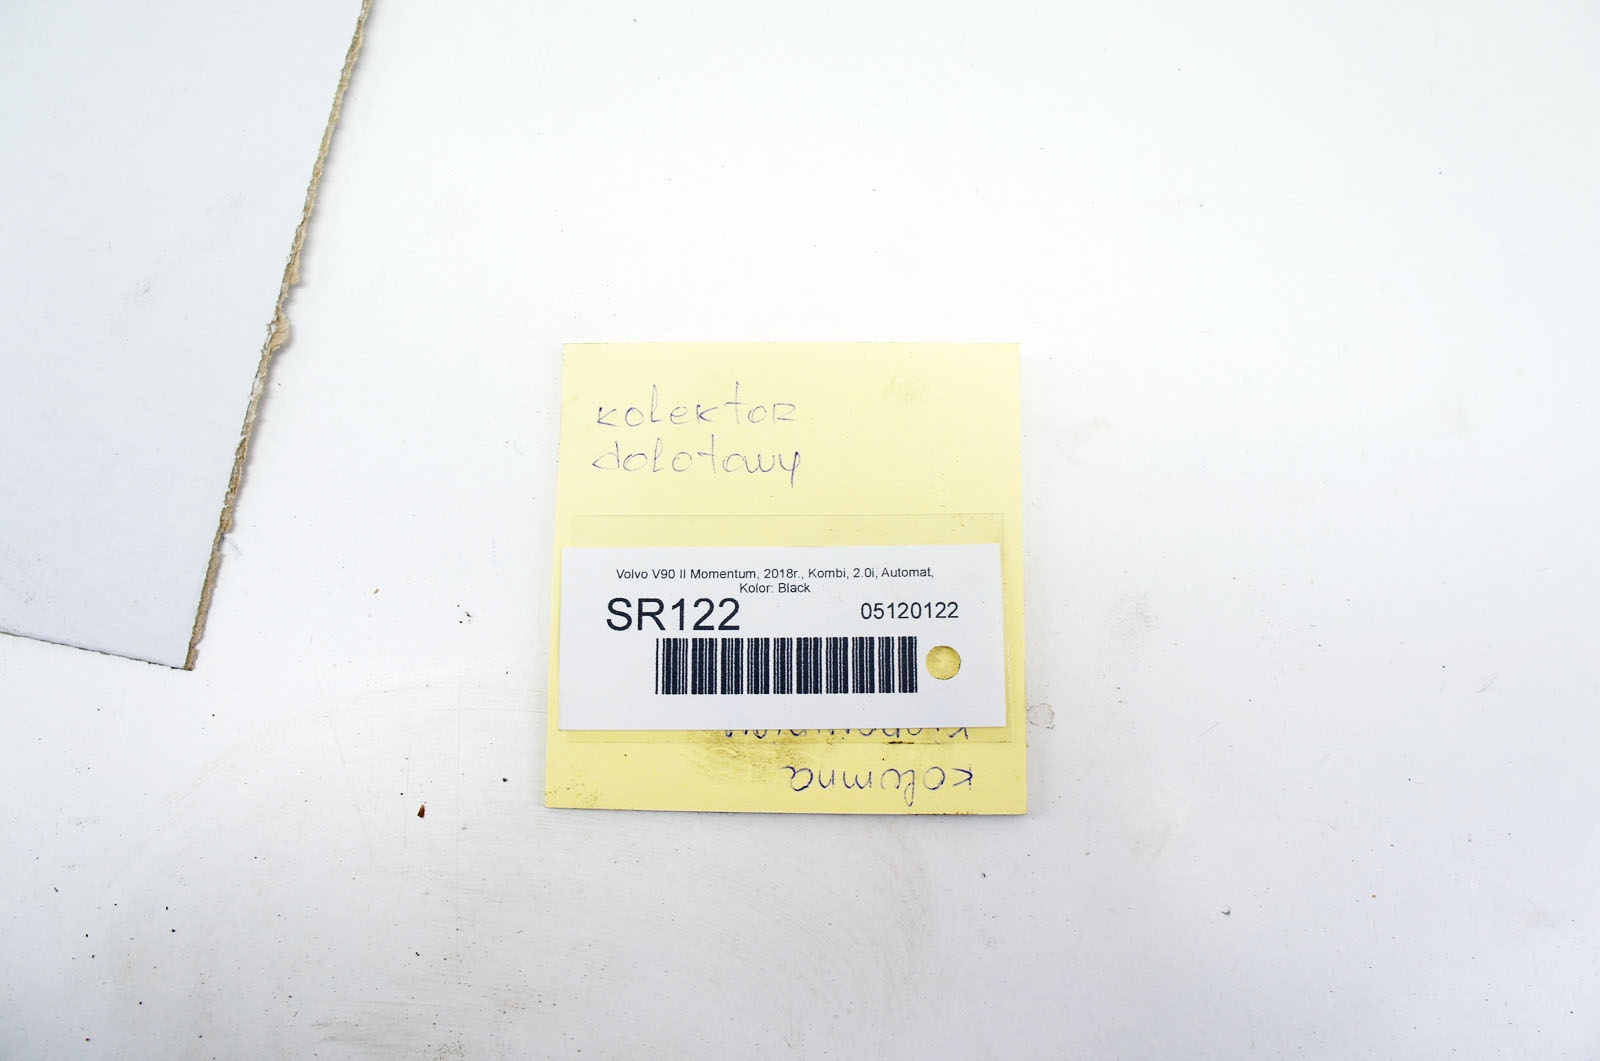 kolektor
dolotowy
Volvo V90 II Momentum, 2018r., Kombi, 2.0i, Automat,
Kolor: Black
SR122 05120122
kolumna